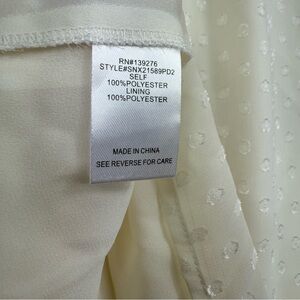 RN#139276
STYLE#SNX21589PD2
SELF
100%POLYESTER
LINING
100%POLYESTER
MADE IN CHINA
SEE REVERSE FOR CARE